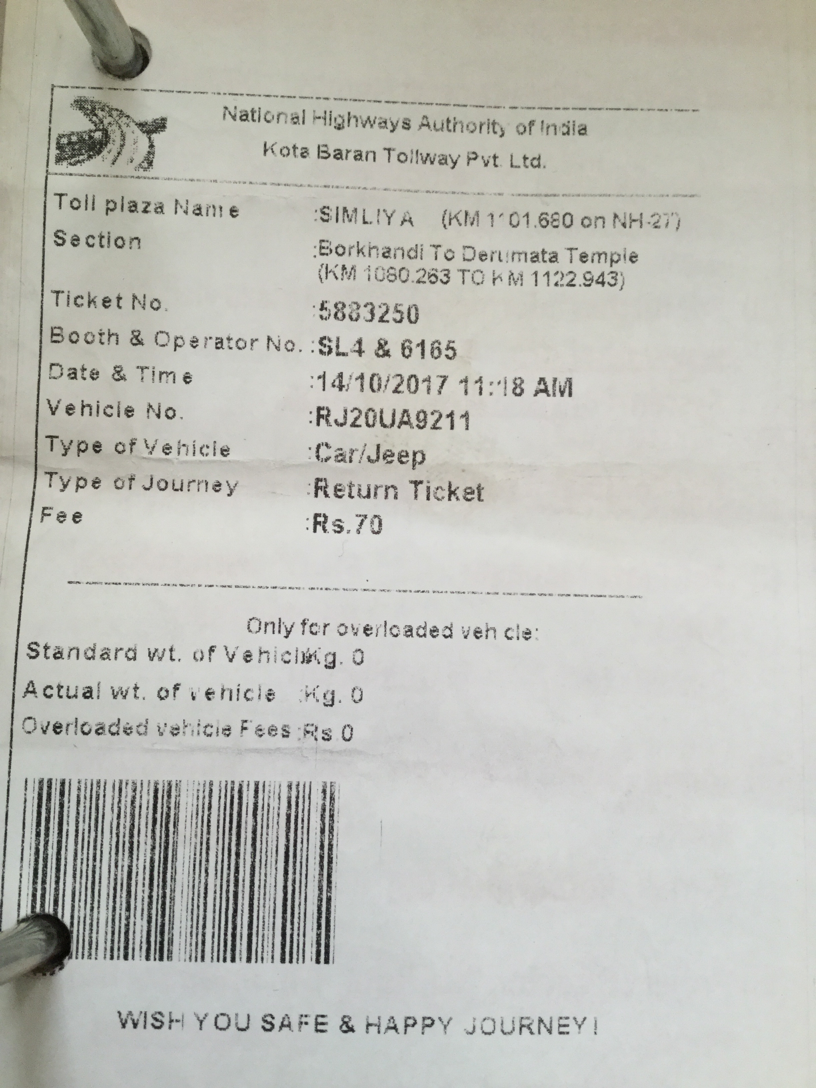 National Highways Authority of India
Kota Baran Tollway Pvt. Ltd.
Toll plaza Name :SIMLIYA (KM 1101.680 on NH-27)
Section :Borkhandi To Derumata Temple
(KM 1080.263 TO KM 1122.943)
Ticket No. :5883250
Booth & Operator No. :SL4 & 6165
Date & Time :14/10/2017 11:18 AM
Vehicle No. :RJ20UA9211
Type of Vehicle :Car/Jeep
Type of Journey :Return Ticket
Fee :Rs.70
Only for overloaded vehicle:
Standard wt. of Vehicle:Kg. 0
Actual wt. of vehicle :Kg. 0
Overloaded vehicle Fees :Rs 0
WISH YOU SAFE & HAPPY JOURNEY!